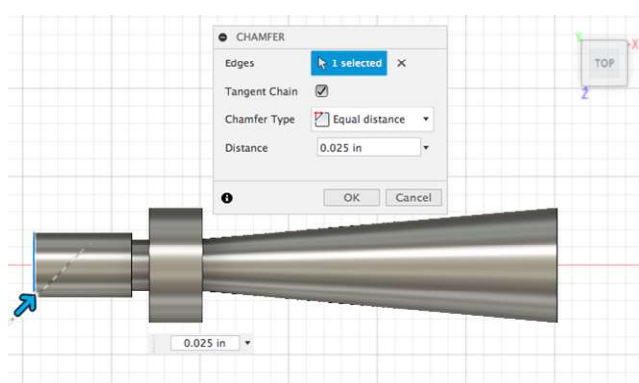 CHAMFER
Edges 1 selected
Tangent Chain
Chamfer Type Equal distance
Distance 0.025 in
OK Cancel
Y
X
TOP
Z
0.025 in